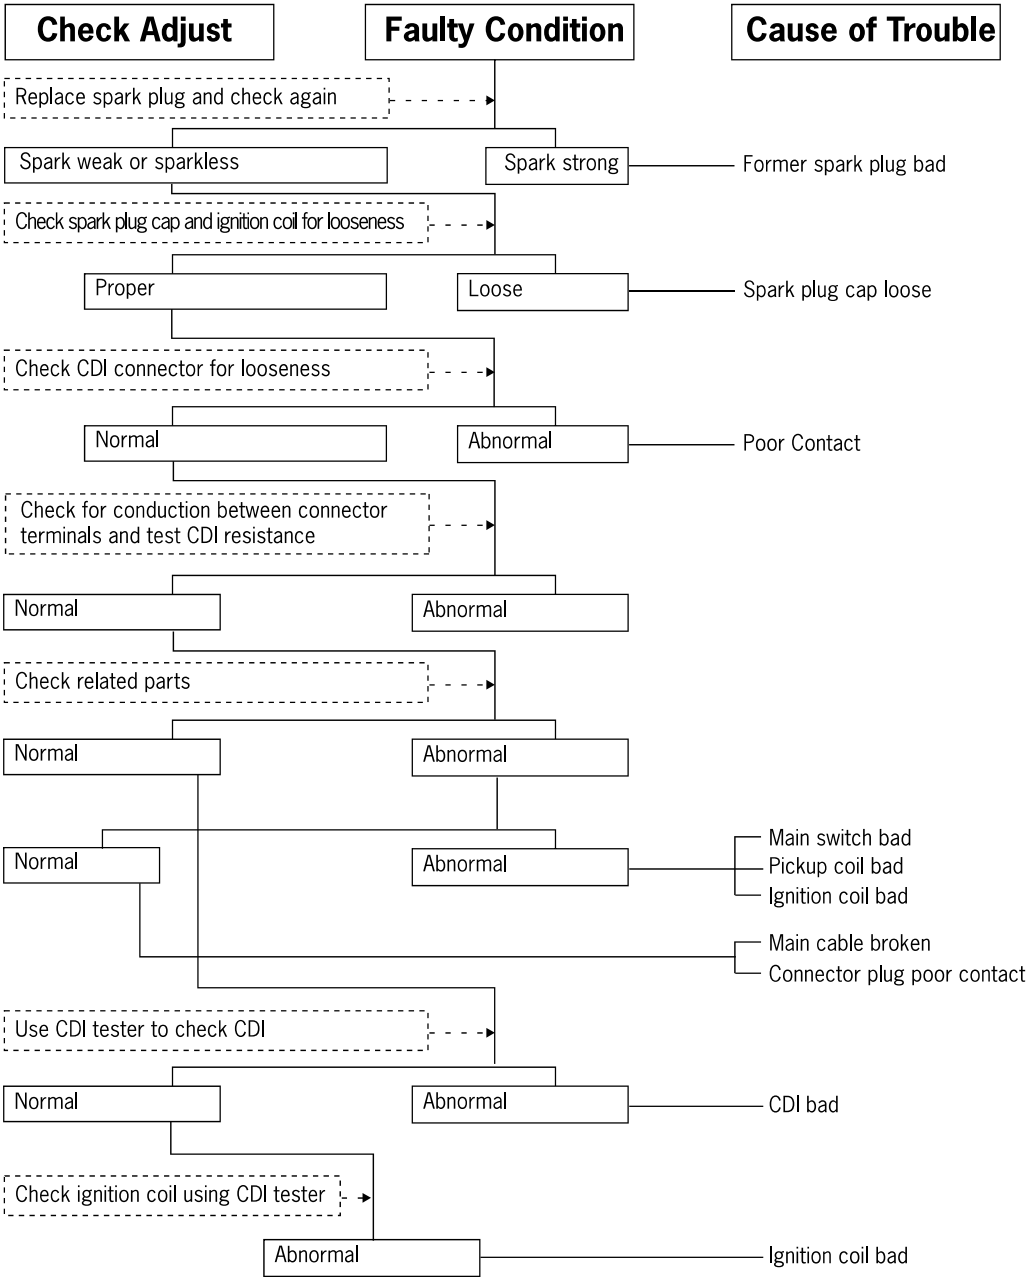 Check Adjust
Faulty Condition
Cause of Trouble
Replace spark plug and check again
Spark weak or sparkless
Spark strong
Former spark plug bad
Check spark plug cap and ignition coil for looseness
Proper
Loose
Spark plug cap loose
Check CDI connector for looseness
Normal
Abnormal
Poor Contact
Check for conduction between connector
terminals and test CDI resistance
Normal
Abnormal
Check related parts
Normal
Abnormal
Normal
Abnormal
Main switch bad
Pickup coil bad
Ignition coil bad
Main cable broken
Connector plug poor contact
Use CDI tester to check CDI
Normal
Abnormal
CDI bad
Check ignition coil using CDI tester
Abnormal
Ignition coil bad